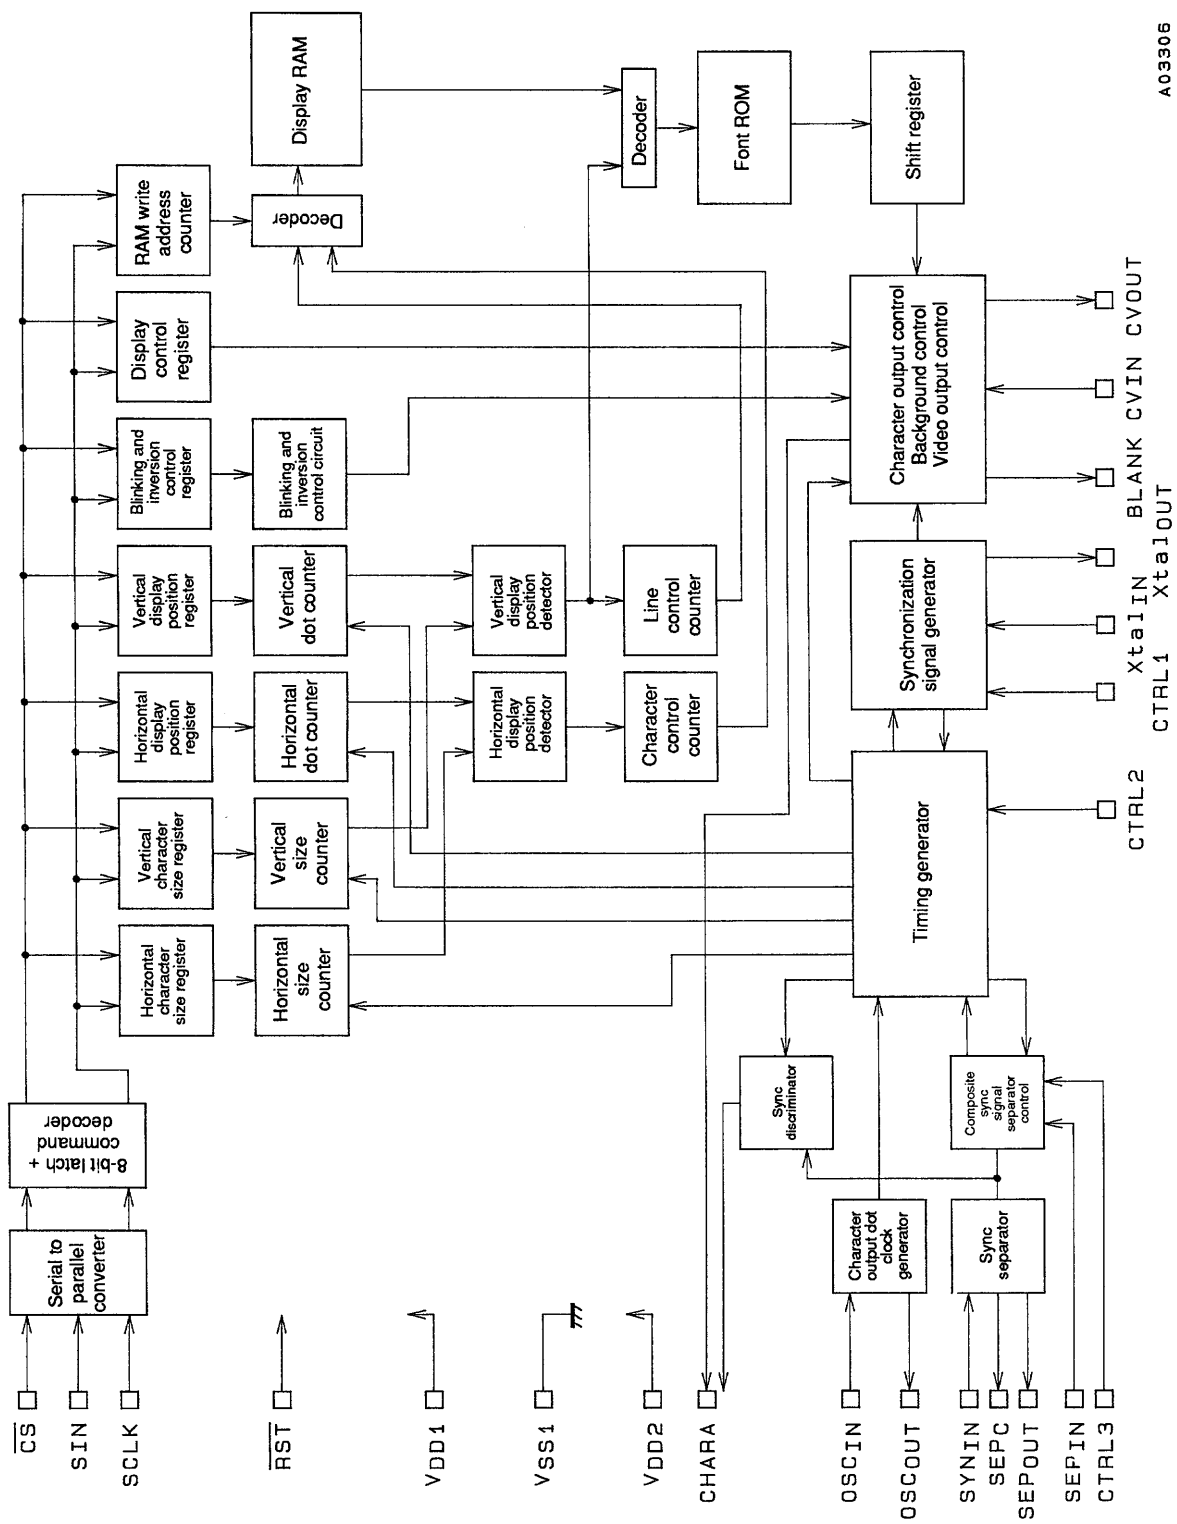 CS
SIN
SCLK
RST
VDD1
VSS1
VDD2
CHARA
OSCIN
OSCOUT
SYNIN
SEPC
SEPOUT
SEPIN
CTRL3
Serial to
parallel
converter
8-bit latch +
command
decoder
Horizontal
character
size register
Vertical
character
size register
Horizontal
display
position
register
Vertical
display
position
register
Blinking and
inversion
control
register
Display
control
register
RAM write
address
counter
Horizontal
size
counter
Vertical
size
counter
Horizontal
dot counter
Vertical
dot counter
Blinking and
inversion
control circuit
Decoder
Display RAM
Horizontal
display
position
detector
Vertical
display
position
detector
Character
control
counter
Line
control
counter
Decoder
Font ROM
Shift register
Sync
discriminator
Character
output dot
clock
generator
Sync
separator
Composite
sync
signal
separator
control
Timing generator
Synchronization
signal generator
Character output control
Background control
Video output control
CTRL2
CTRL1
XtalIN
XtalOUT
BLANK
CVIN
CVOUT
A03306